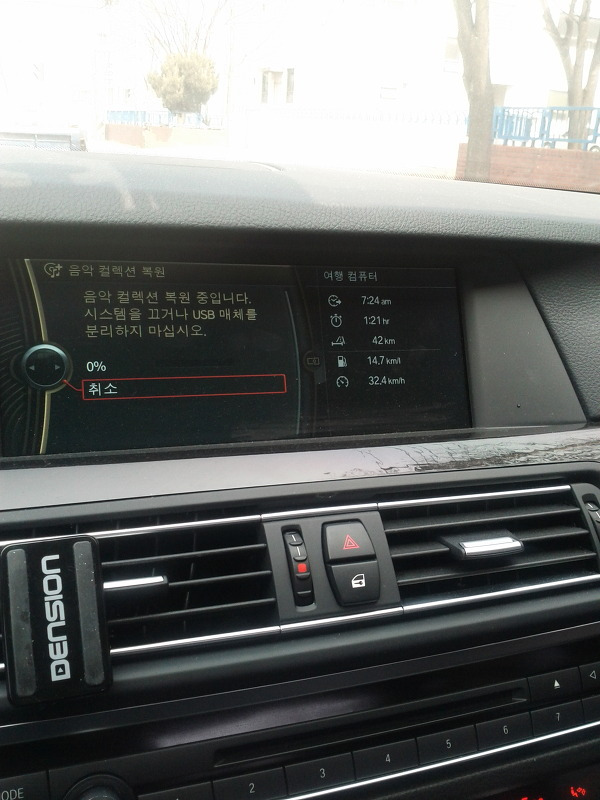 음악 컬렉션 복원
음악 컬렉션 복원 중입니다.
시스템을 끄거나 USB 매체를
분리하지 마십시오.
0%
취소
여행 컴퓨터
7:24 am
1:21 hr
42 km
14,7 km/l
32,4 km/h
DENSION
ODE
1
2
3
4
5
6
7